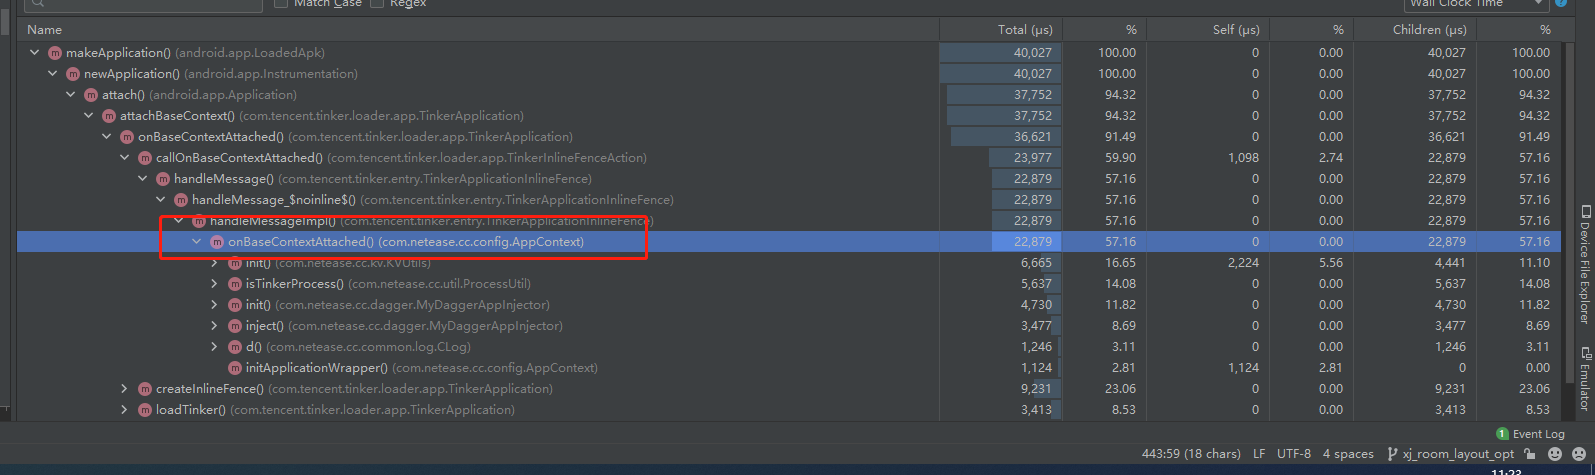 Match Case Regex Wall Clock Time
Name Total (μs) % Self (μs) % Children (μs) %
makeApplication() (android.app.LoadedApk) 40,027 100.00 0 0.00 40,027 100.00
newApplication() (android.app.Instrumentation) 40,027 100.00 0 0.00 40,027 100.00
attach() (android.app.Application) 37,752 94.32 0 0.00 37,752 94.32
attachBaseContext() (com.tencent.tinker.loader.app.TinkerApplication) 37,752 94.32 0 0.00 37,752 94.32
onBaseContextAttached() (com.tencent.tinker.loader.app.TinkerApplication) 36,621 91.49 0 0.00 36,621 91.49
callOnBaseContextAttached() (com.tencent.tinker.loader.app.TinkerInlineFenceAction) 23,977 59.90 1,098 2.74 22,879 57.16
handleMessage() (com.tencent.tinker.entry.TinkerApplicationInlineFence) 22,879 57.16 0 0.00 22,879 57.16
handleMessage_$noinline$() (com.tencent.tinker.entry.TinkerApplicationInlineFence) 22,879 57.16 0 0.00 22,879 57.16
handleMessageImpl() (com.tencent.tinker.entry.TinkerApplicationInlineFence) 22,879 57.16 0 0.00 22,879 57.16
onBaseContextAttached() (com.netease.cc.config.AppContext) 22,879 57.16 0 0.00 22,879 57.16
init() (com.netease.cc.kv.KVUtils) 6,665 16.65 2,224 5.56 4,441 11.10
isTinkerProcess() (com.netease.cc.util.ProcessUtil) 5,637 14.08 0 0.00 5,637 14.08
init() (com.netease.cc.dagger.MyDaggerAppInjector) 4,730 11.82 0 0.00 4,730 11.82
inject() (com.netease.cc.dagger.MyDaggerAppInjector) 3,477 8.69 0 0.00 3,477 8.69
d() (com.netease.cc.common.log.CLog) 1,246 3.11 0 0.00 1,246 3.11
initApplicationWrapper() (com.netease.cc.config.AppContext) 1,124 2.81 1,124 2.81 0 0.00
createInlineFence() (com.tencent.tinker.loader.app.TinkerApplication) 9,231 23.06 0 0.00 9,231 23.06
loadTinker() (com.tencent.tinker.loader.app.TinkerApplication) 3,413 8.53 0 0.00 3,413 8.53
Device File Explorer
Emulator
1 Event Log
443:59 (18 chars) LF UTF-8 4 spaces xj_room_layout_opt
11:23